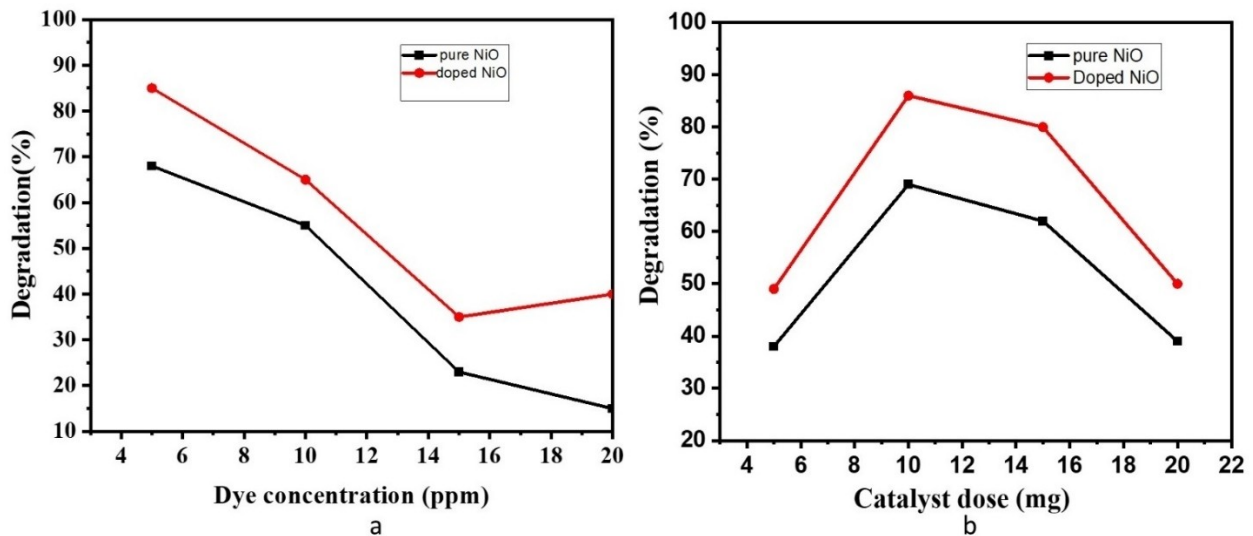 100
90
80
70
60
50
40
30
20
10
Degradation(%)
pure NiO
doped NiO
4 6 8 10 12 14 16 18 20
Dye concentration (ppm)
a
100
90
80
70
60
50
40
30
20
Degradation (%)
pure NiO
Doped NiO
4 6 8 10 12 14 16 18 20 22
Catalyst dose (mg)
b